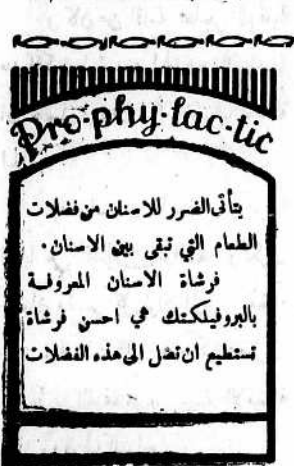 Pro-phy-lac-tic
يتأتى الضرر للاسنان من فضلات
الطعام التي تبقى بين الاسنان.
فرشاة الاسنان المعروفة
بالبروفيلكتك هي احسن فرشاة
تستطيع ان تضل الى هذه الفضلات